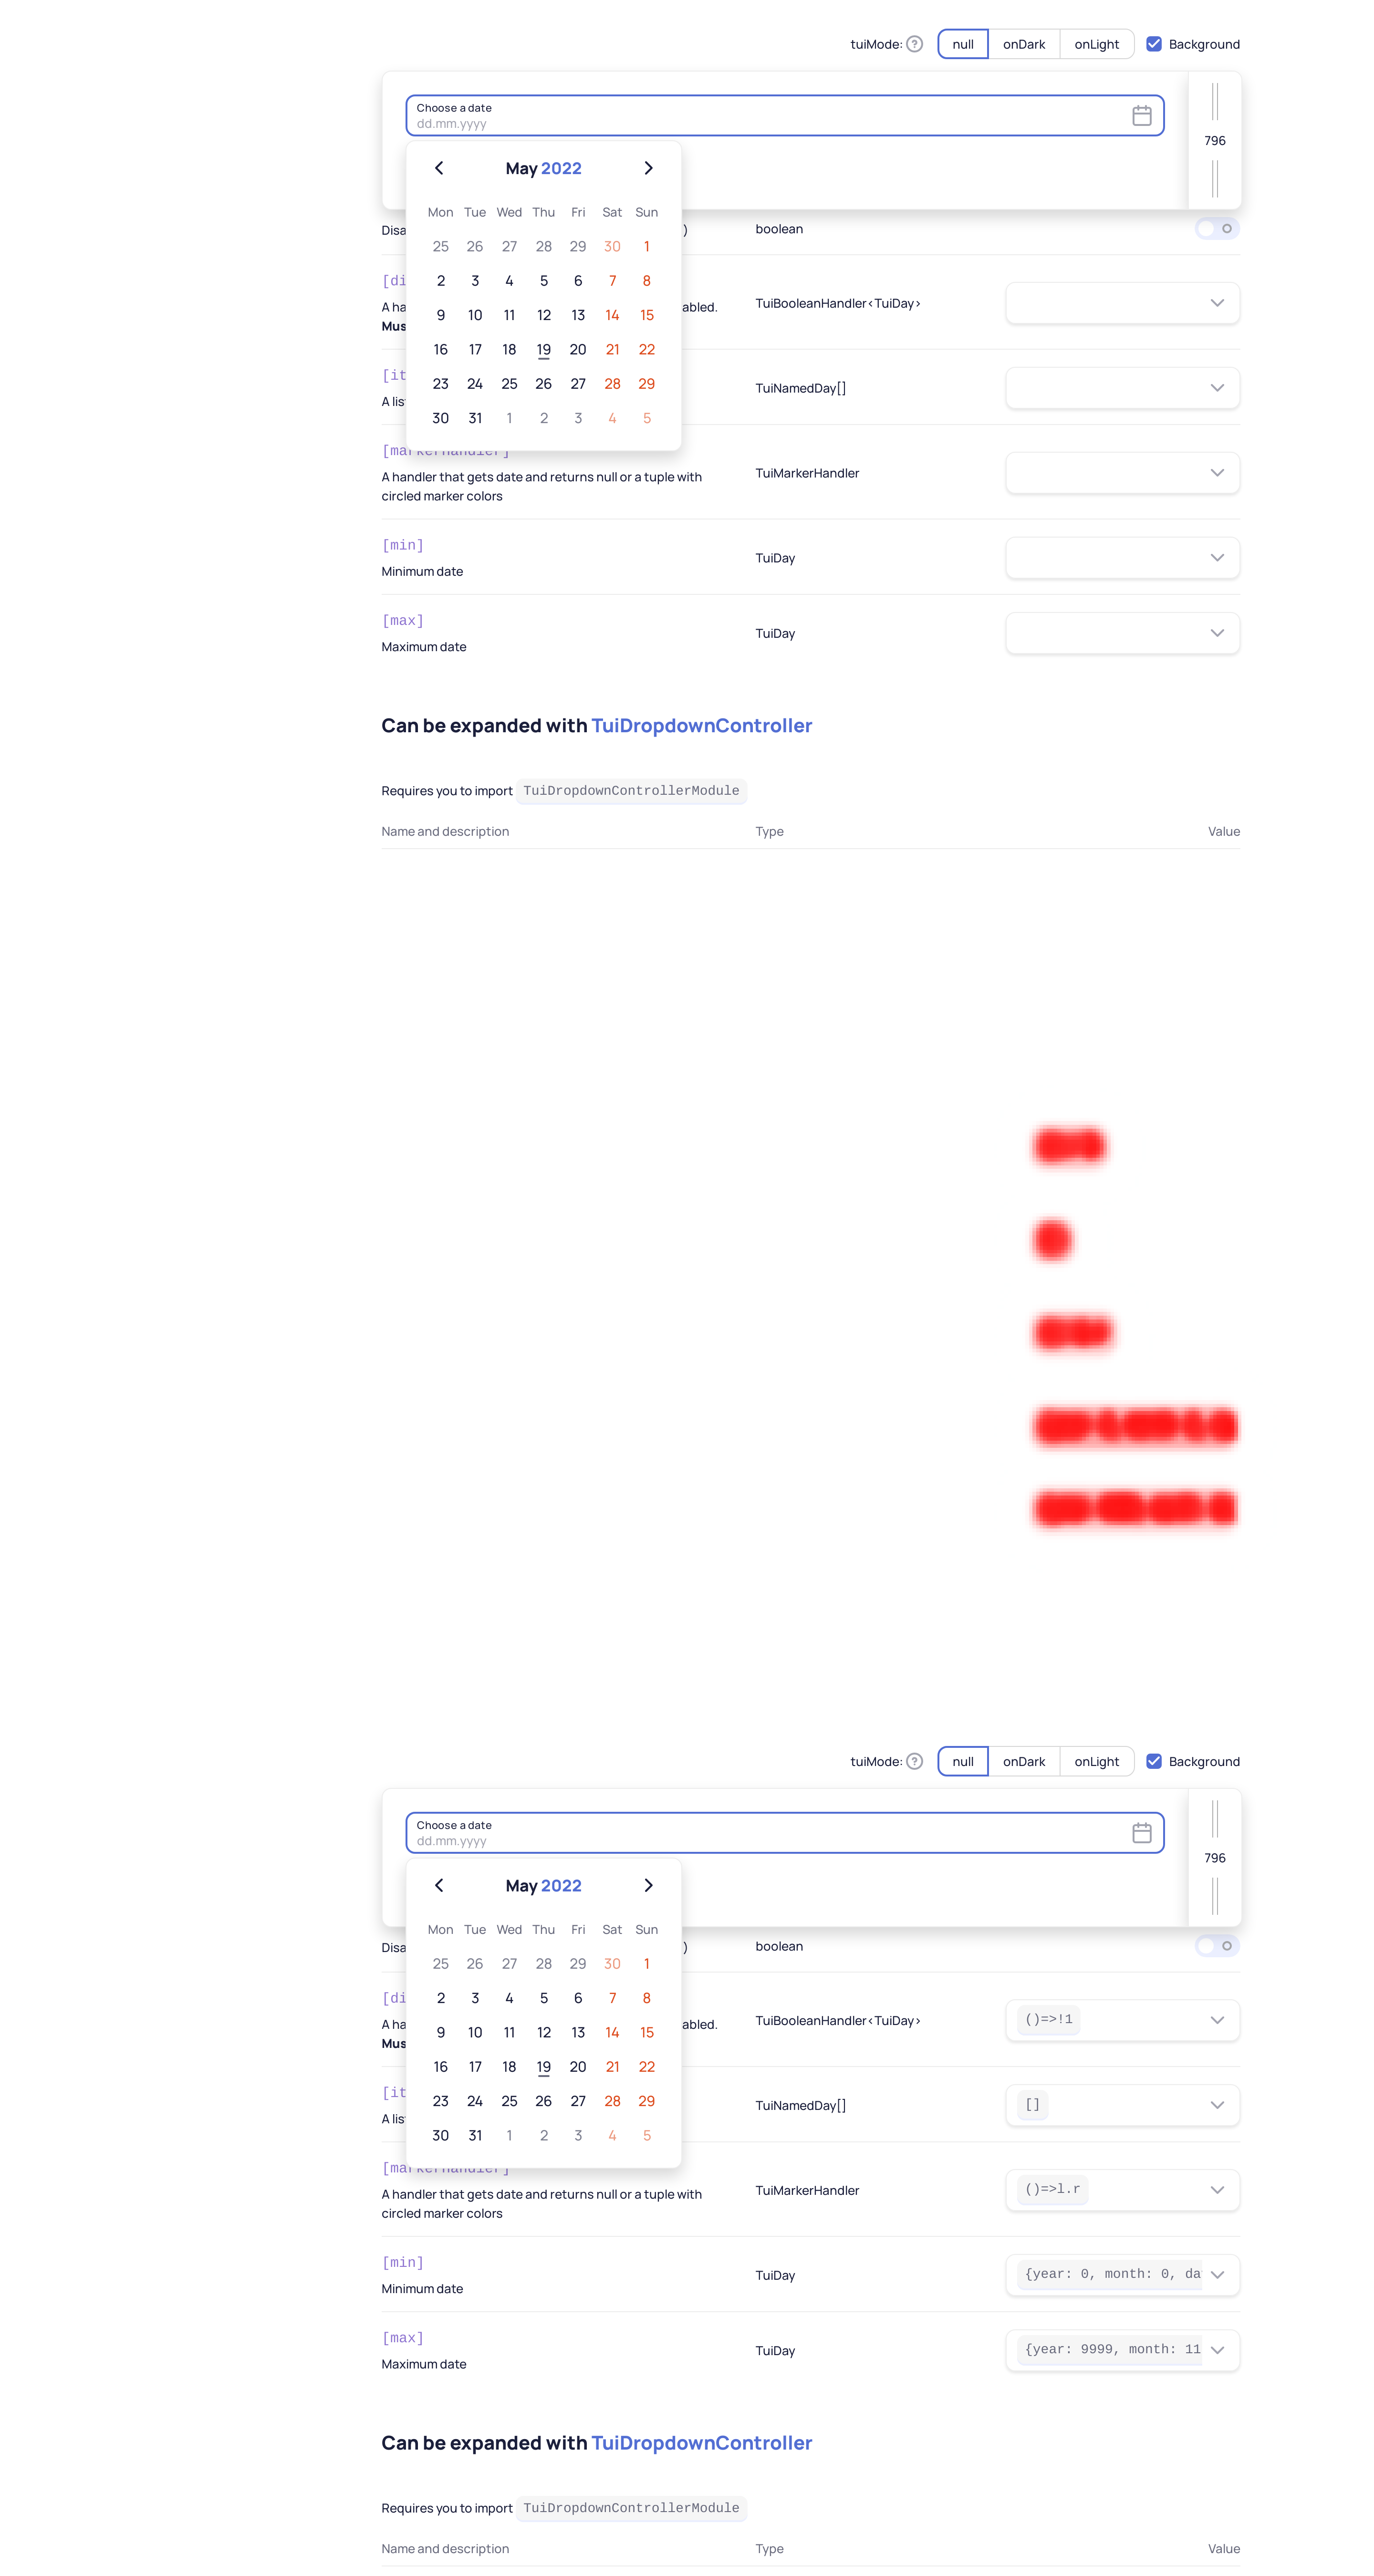 tuiMode: null onDark onLight Background
Choose a date
dd.mm.yyyy
796
May 2022
Mon Tue Wed Thu Fri Sat Sun
25 26 27 28 29 30 1
2 3 4 5 6 7 8
9 10 11 12 13 14 15
16 17 18 19 20 21 22
23 24 25 26 27 28 29
30 31 1 2 3 4 5
Disa ) boolean
[di
A ha abled. TuiBooleanHandler<TuiDay>
Mus
[it
A lis TuiNamedDay[]
[markerHandler]
A handler that gets date and returns null or a tuple with
circled marker colors
TuiMarkerHandler
[min]
Minimum date
TuiDay
[max]
Maximum date
TuiDay
Can be expanded with TuiDropdownController
Requires you to import TuiDropdownControllerModule
Name and description Type Value
tuiMode: null onDark onLight Background
Choose a date
dd.mm.yyyy
796
May 2022
Mon Tue Wed Thu Fri Sat Sun
25 26 27 28 29 30 1
2 3 4 5 6 7 8
9 10 11 12 13 14 15
16 17 18 19 20 21 22
23 24 25 26 27 28 29
30 31 1 2 3 4 5
Disa ) boolean
[di
A ha abled. TuiBooleanHandler<TuiDay> ()=>!1
Mus
[it
A lis TuiNamedDay[] []
[markerHandler]
A handler that gets date and returns null or a tuple with
circled marker colors
TuiMarkerHandler ()=>l.r
[min]
Minimum date
TuiDay {year: 0, month: 0, da
[max]
Maximum date
TuiDay {year: 9999, month: 11
Can be expanded with TuiDropdownController
Requires you to import TuiDropdownControllerModule
Name and description Type Value